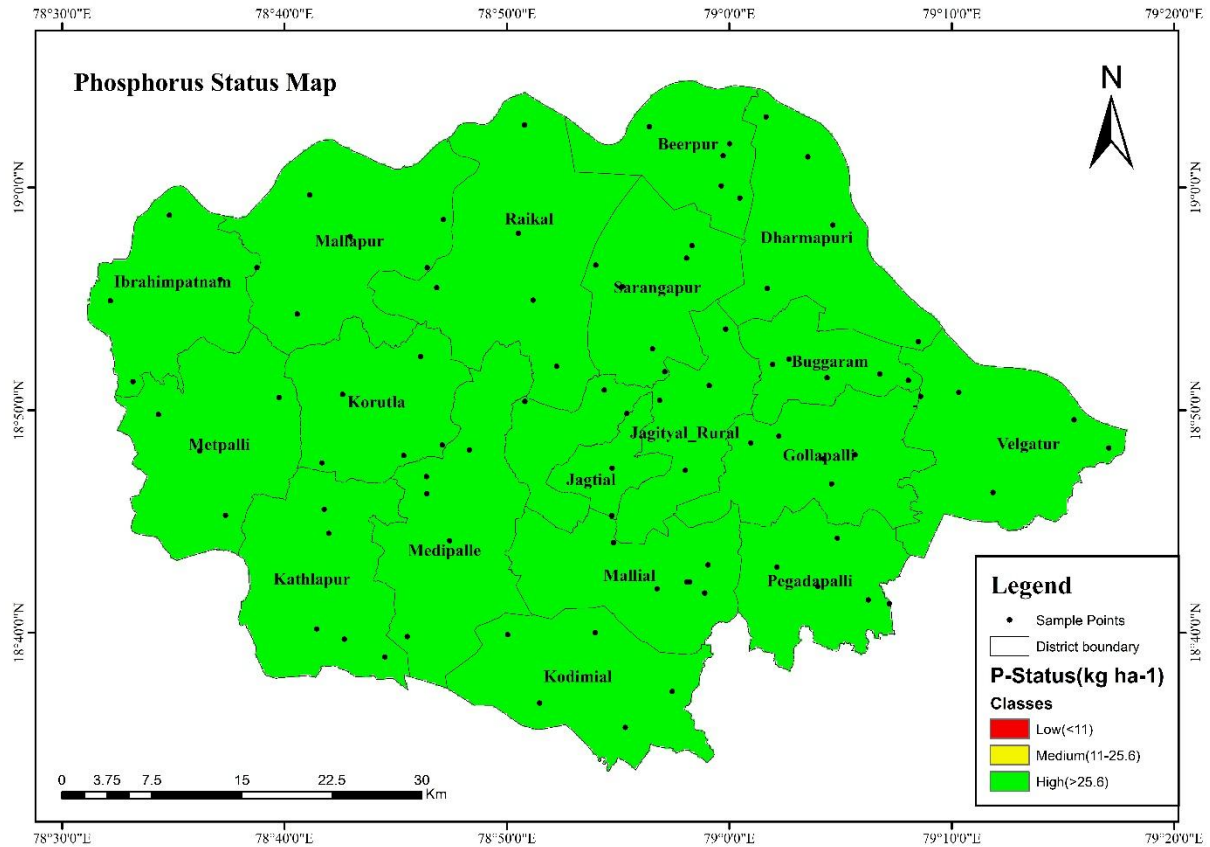 78°30'0"E 78°40'0"E 78°50'0"E 79°0'0"E 79°10'0"E 79°20'0"E
Phosphorus Status Map
N
Beerpur
19°0'0"N 19°0'0"N
Raikal
Mallapur
Dharmapuri
Ibrahimpatnam
Sarangapur
Buggaram
18°50'0"N 18°50'0"N
Korutla
Jagityal_Rural
Metpalli
Velgatur
Gollapalli
Jagtial
Medipalle
Kathlapur
Mallial
Pegadapalli
18°40'0"N 18°40'0"N
Kodimial
Legend
Sample Points
District boundary
P-Status(kg ha-1)
Classes
Low(<11)
Medium(11-25.6)
High(>25.6)
0 3.75 7.5 15 22.5 30
Km
78°30'0"E 78°40'0"E 78°50'0"E 79°0'0"E 79°10'0"E 79°20'0"E